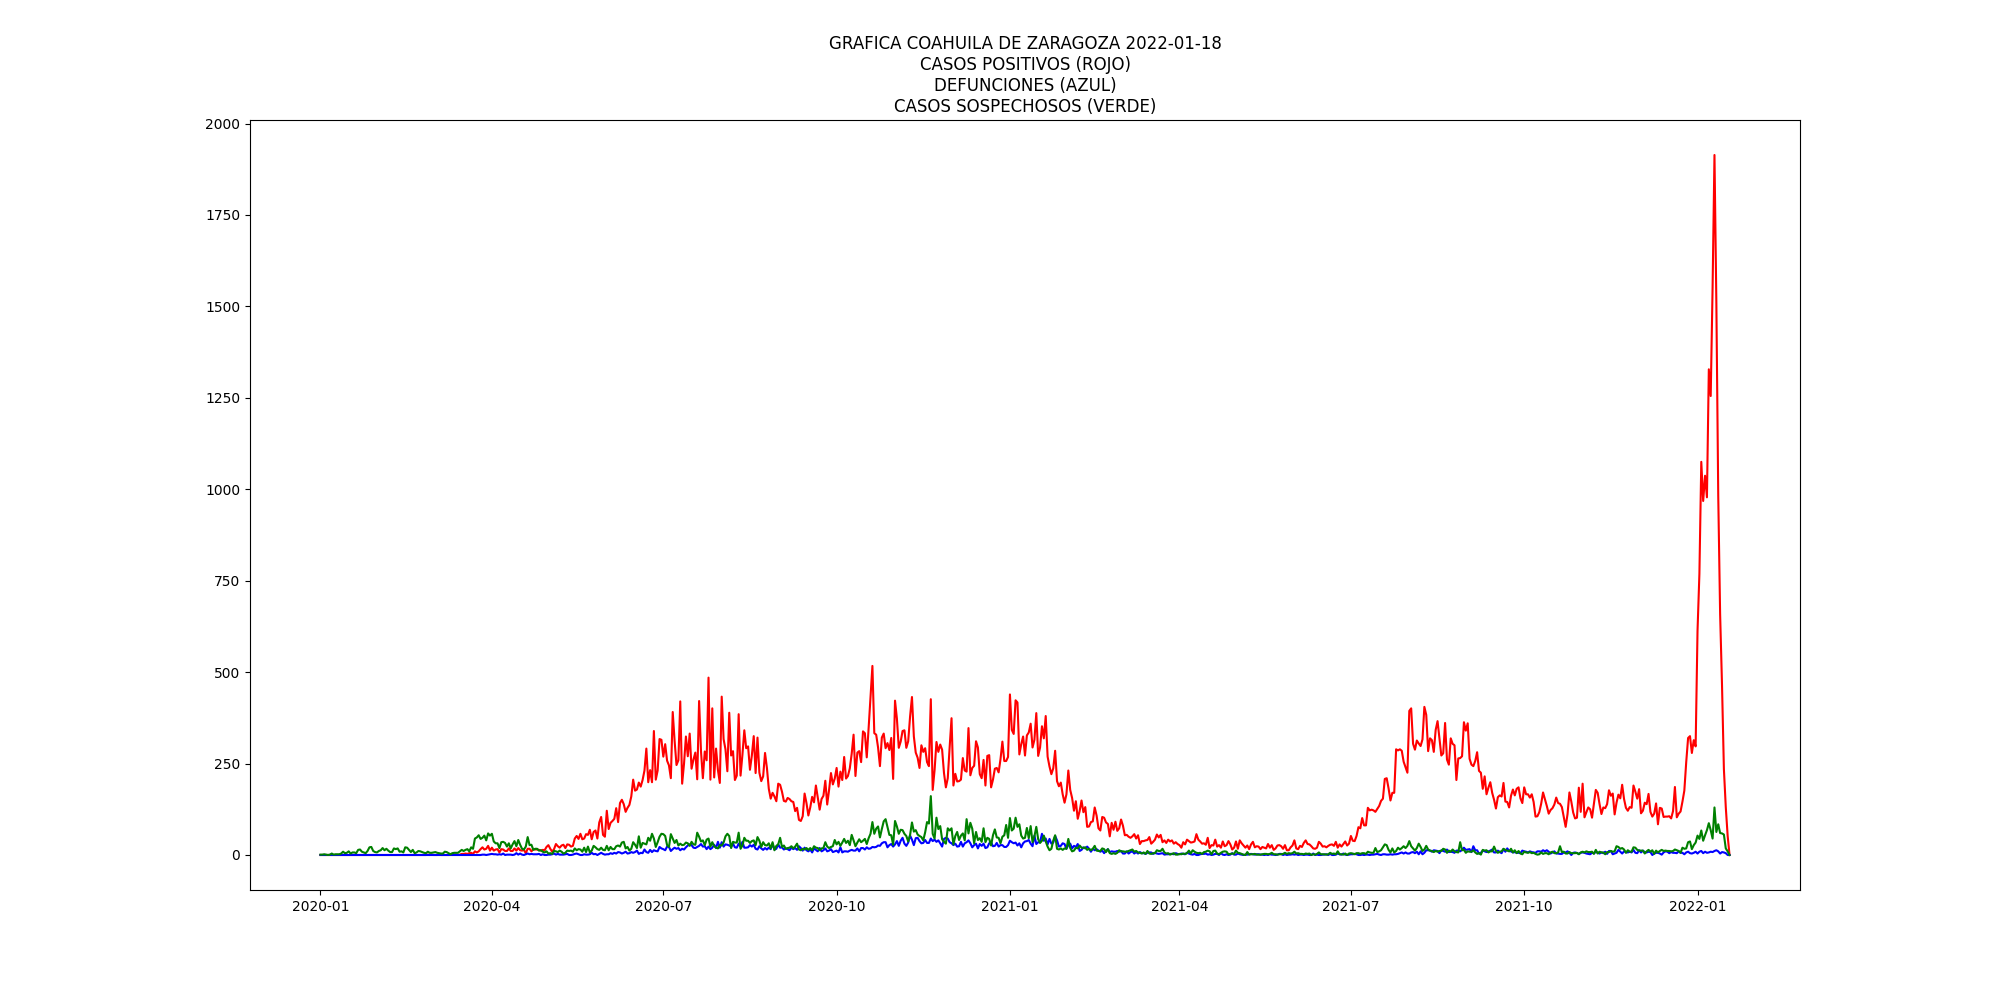 GRAFICA COAHUILA DE ZARAGOZA 2022-01-18
CASOS POSITIVOS (ROJO)
DEFUNCIONES (AZUL)
CASOS SOSPECHOSOS (VERDE)
2000
1750
1500
1250
1000
750
500
250
0
2020-01 2020-04 2020-07 2020-10 2021-01 2021-04 2021-07 2021-10 2022-01